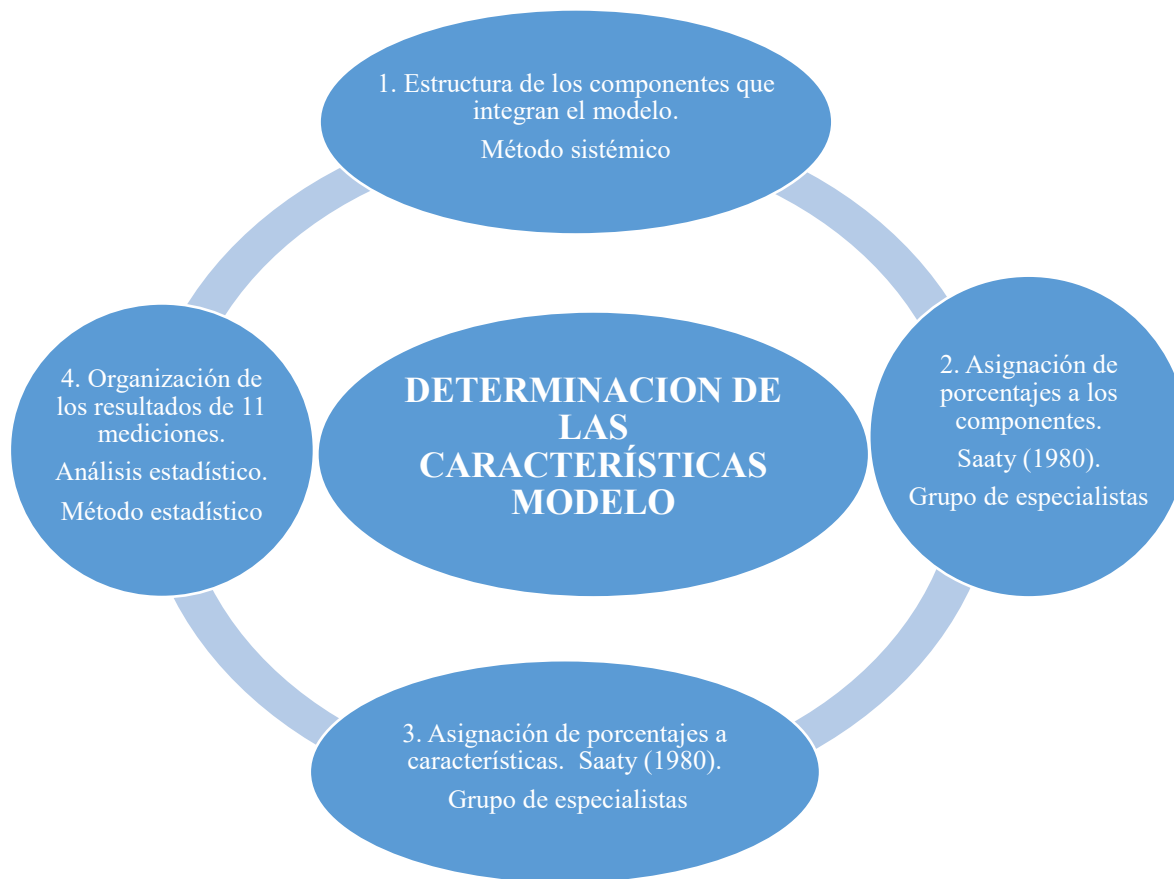 1. Estructura de los componentes que
integran el modelo.
Método sistémico
2. Asignación de
porcentajes a los
componentes.
Saaty (1980).
Grupo de especialistas
3. Asignación de porcentajes a
características.  Saaty (1980).
Grupo de especialistas
4. Organización de
los resultados de 11
mediciones.
Análisis estadístico.
Método estadístico
DETERMINACION DE
LAS
CARACTERÍSTICAS
MODELO